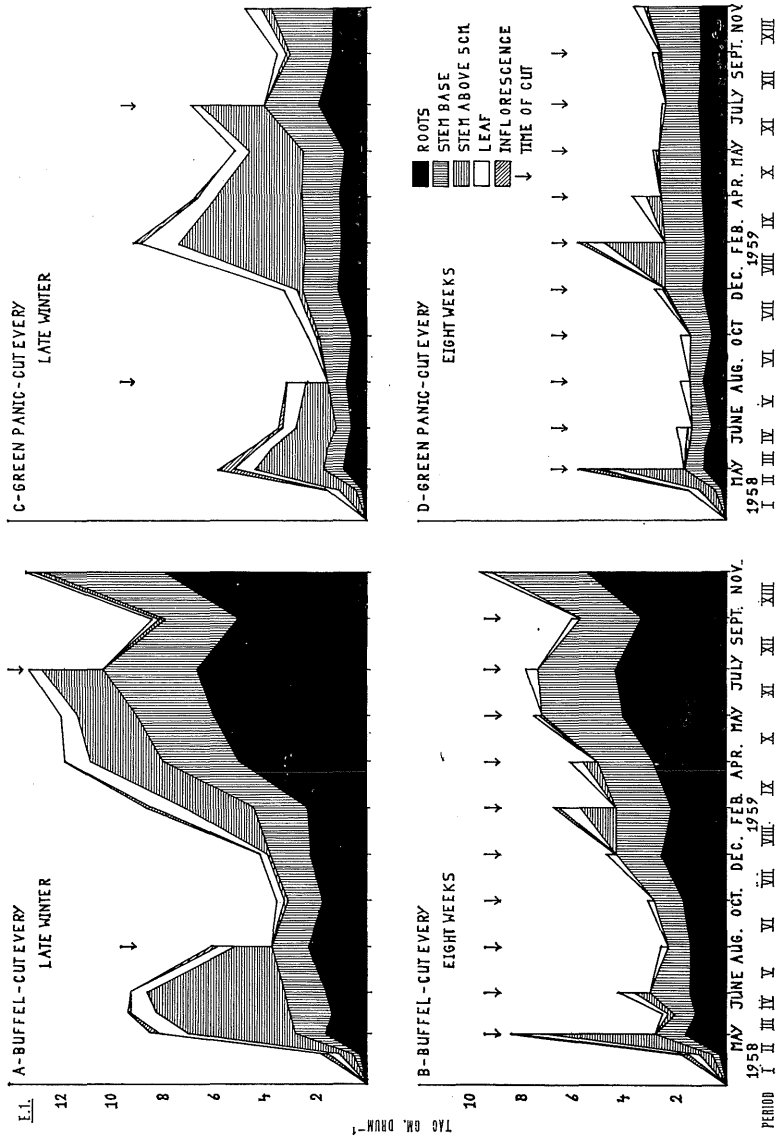 E.1.
A-BUFFEL-CUT EVERY
LATE WINTER
12
10
8
6
4
2
C-GREEN PANIC-CUT EVERY
LATE WINTER
B-BUFFEL-CUT EVERY
EIGHT WEEKS
10
8
6
4
2
D-GREEN PANIC-CUT EVERY
EIGHT WEEKS
ROOTS
STEM BASE
STEM ABOVE 5CM
LEAF
INFLORESCENCE
TIME OF CUT
TAG GM. DRUM⁻¹
MAY JUNE AUG. OCT. DEC. FEB. APR. MAY JULY SEPT. NOV.
1958 1959
PERIOD I II III IV V VI VII VIII IX X XI XII XIII
MAY JUNE AUG. OCT DEC. FEB. APR. MAY JULY SEPT. NOV
1958 1959
I II III IV V VI VII VIII IX X XI XII XIII